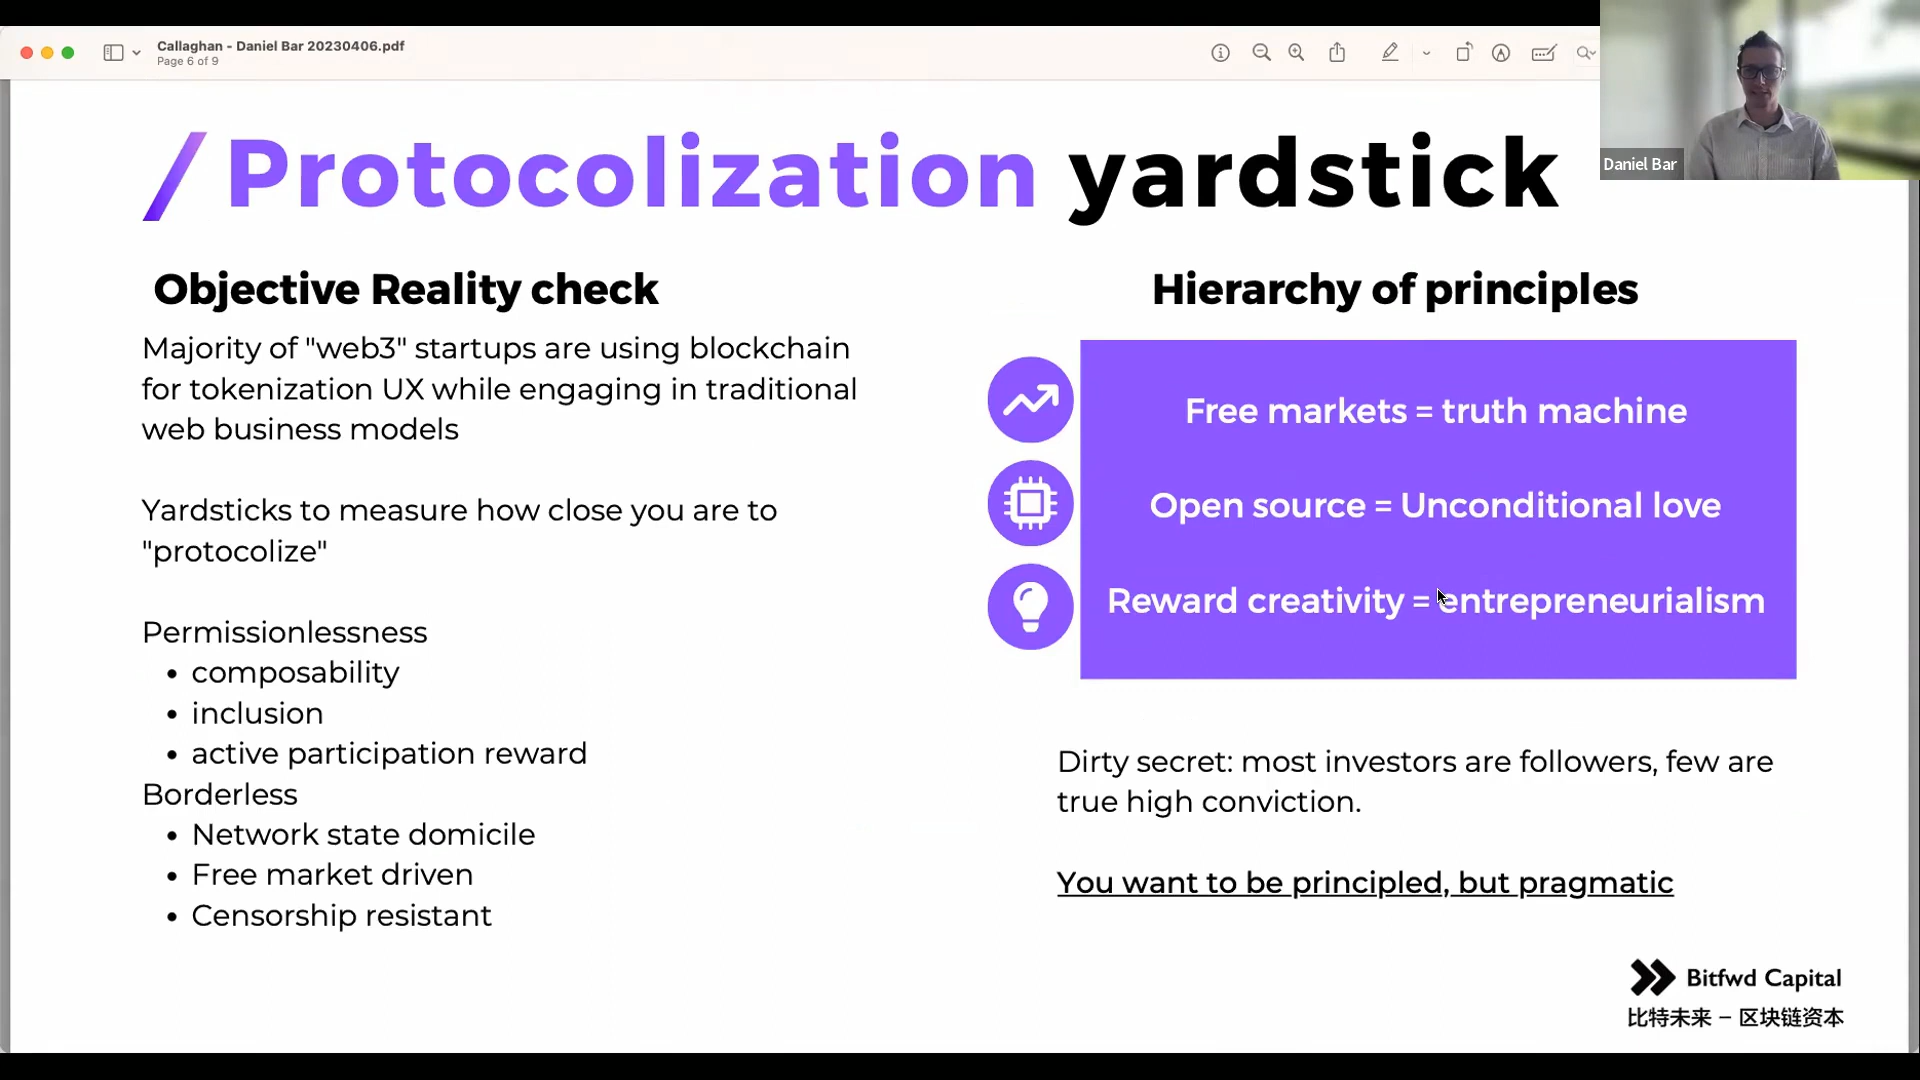 Callaghan - Daniel Bar 20230406.pdf
Page 6 of 9
Daniel Bar
/ Protocolization yardstick
Objective Reality check
Majority of "web3" startups are using blockchain
for tokenization UX while engaging in traditional
web business models
Yardsticks to measure how close you are to
"protocolize"
Permissionlessness
• composability
• inclusion
• active participation reward
Borderless
• Network state domicile
• Free market driven
• Censorship resistant
Hierarchy of principles
Free markets = truth machine
Open source = Unconditional love
Reward creativity = entrepreneurialism
Dirty secret: most investors are followers, few are
true high conviction.
You want to be principled, but pragmatic
Bitfwd Capital
比特未来 – 区块链资本